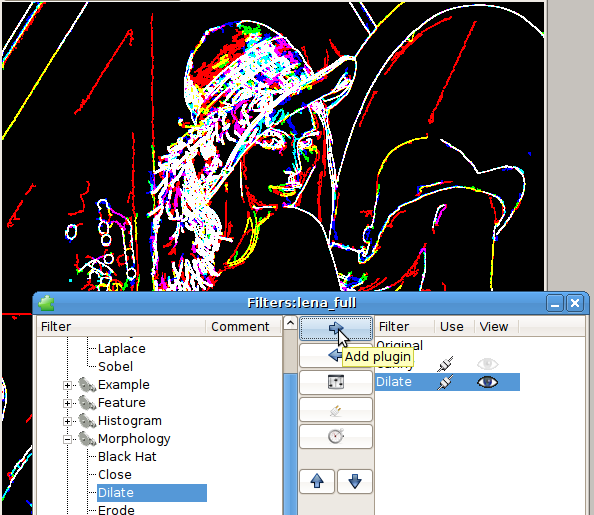 Filters:lena_full
Filter Comment Filter Use View
Laplace
Sobel
Example
Feature
Histogram
Morphology
Black Hat
Close
Dilate
Erode
Add plugin
Original
Canny
Dilate